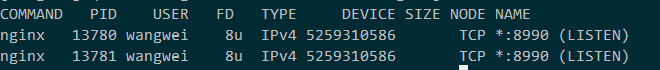 COMMAND   PID    USER   FD   TYPE     DEVICE SIZE NODE NAME
nginx   13780 wangwei    8u  IPv4 5259310586       TCP *:8990 (LISTEN)
nginx   13781 wangwei    8u  IPv4 5259310586       TCP *:8990 (LISTEN)